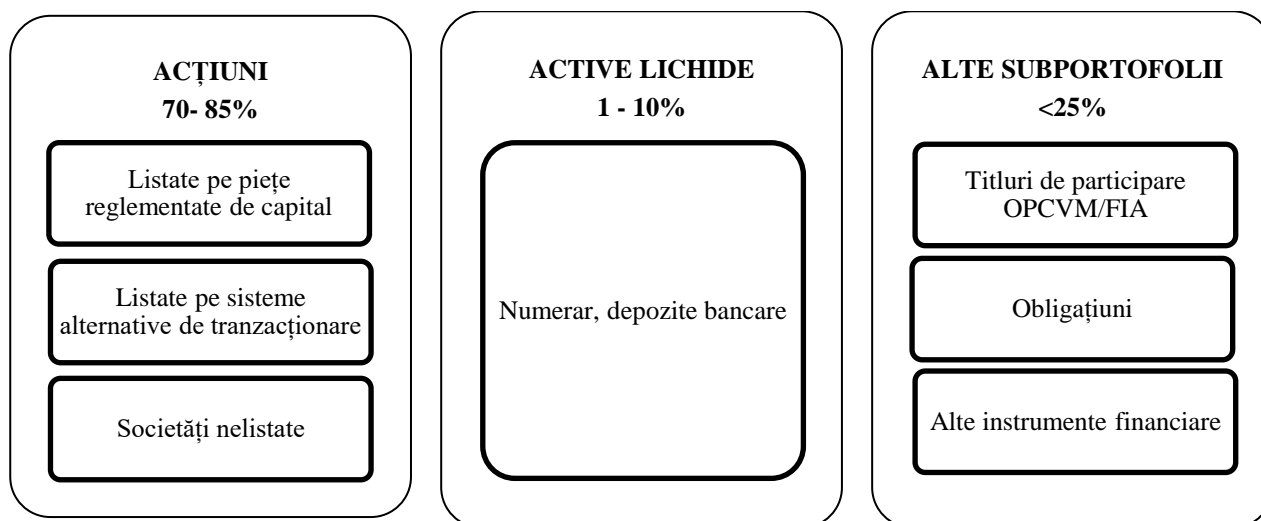 ACȚIUNI
70- 85%
Listate pe piețe
reglementate de capital
Listate pe sisteme
alternative de tranzacționare
Societăți nelistate
ACTIVE LICHIDE
1 - 10%
Numerar, depozite bancare
ALTE SUBPORTOFOLII
<25%
Titluri de participare
OPCVM/FIA
Obligațiuni
Alte instrumente financiare